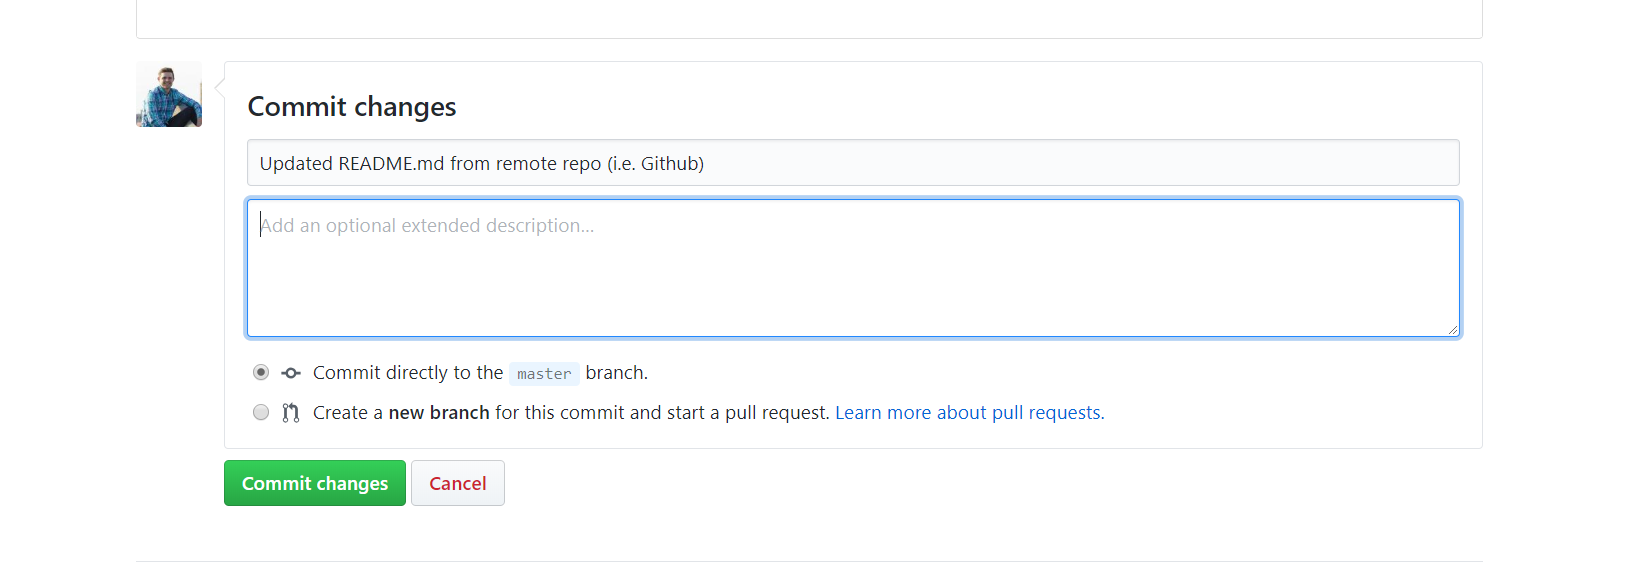 Commit changes
Updated README.md from remote repo (i.e. Github)
Add an optional extended description...
Commit directly to the master branch.
Create a new branch for this commit and start a pull request. Learn more about pull requests.
Commit changes Cancel